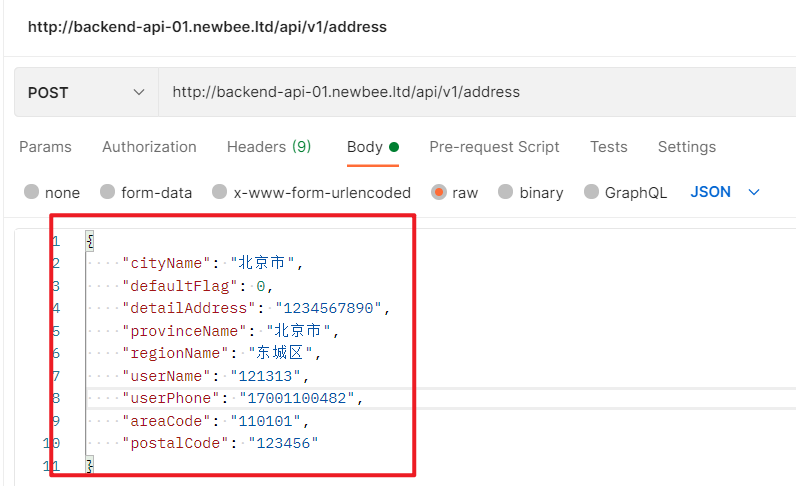 http://backend-api-01.newbee.ltd/api/v1/address
POST http://backend-api-01.newbee.ltd/api/v1/address
Params Authorization Headers (9) Body Pre-request Script Tests Settings
none form-data x-www-form-urlencoded raw binary GraphQL JSON
1 {
2 "cityName": "北京市",
3 "defaultFlag": 0,
4 "detailAddress": "1234567890",
5 "provinceName": "北京市",
6 "regionName": "东城区",
7 "userName": "121313",
8 "userPhone": "17001100482",
9 "areaCode": "110101",
10 "postalCode": "123456"
11 }